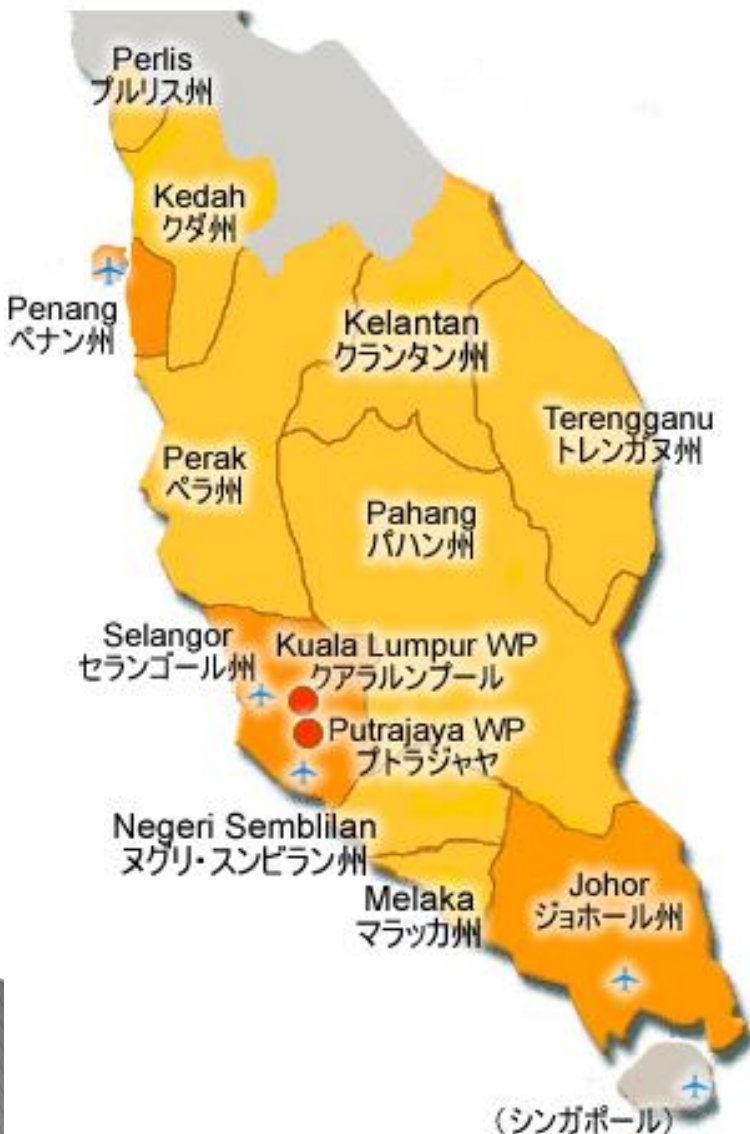 Perlis
プルリス州
Kedah
クダ州
Penang
ペナン州
Kelantan
クランタン州
Terengganu
トレンガヌ州
Perak
ペラ州
Pahang
パハン州
Selangor
セランゴール州
Kuala Lumpur WP
クアラルンプール
Putrajaya WP
プトラジャヤ
Negeri Semblilan
ヌグリ・スンビラン州
Melaka
マラッカ州
Johor
ジョホール州
(シンガポール)